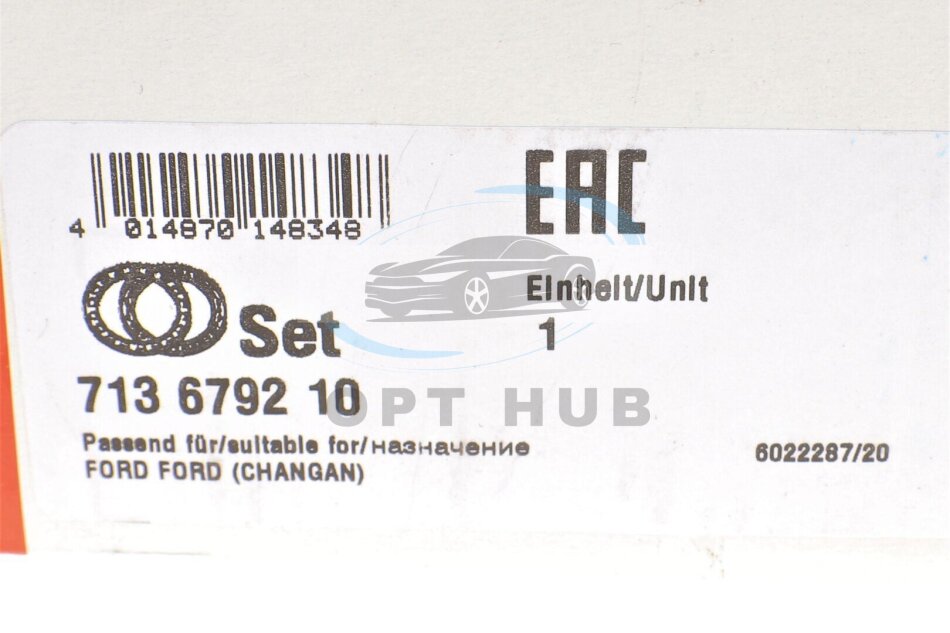 4 014870 148348
EAC
Set
Einheit/Unit
1
713 6792 10
OPT HUB
Passend für/suitable for/назначение
FORD FORD (CHANGAN)
6022287/20